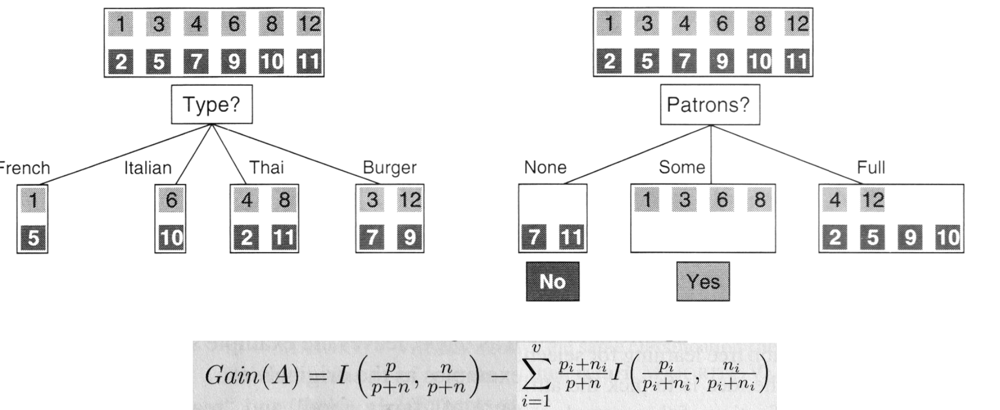 1 3 4 6 8 12
2 5 7 9 10 11
Type?
French Italian Thai Burger
1 6 4 8 3 12
5 10 2 11 7 9
1 3 4 6 8 12
2 5 7 9 10 11
Patrons?
None Some Full
1 3 6 8 4 12
7 11 2 5 9 10
No Yes
Gain(A) = I(p/(p+n), n/(p+n)) − ∑_{i=1}^{v} (p_i+n_i)/(p+n) I(p_i/(p_i+n_i), n_i/(p_i+n_i))